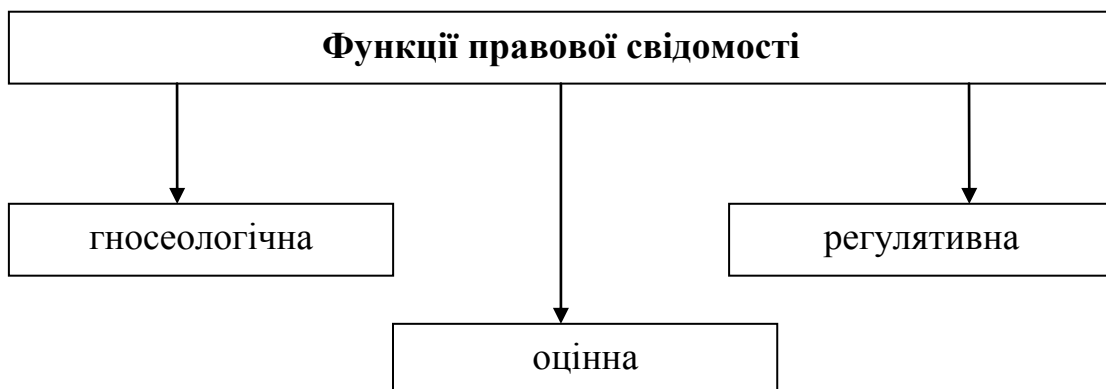 Функції правової свідомості
гносеологічна
регулятивна
оцінна